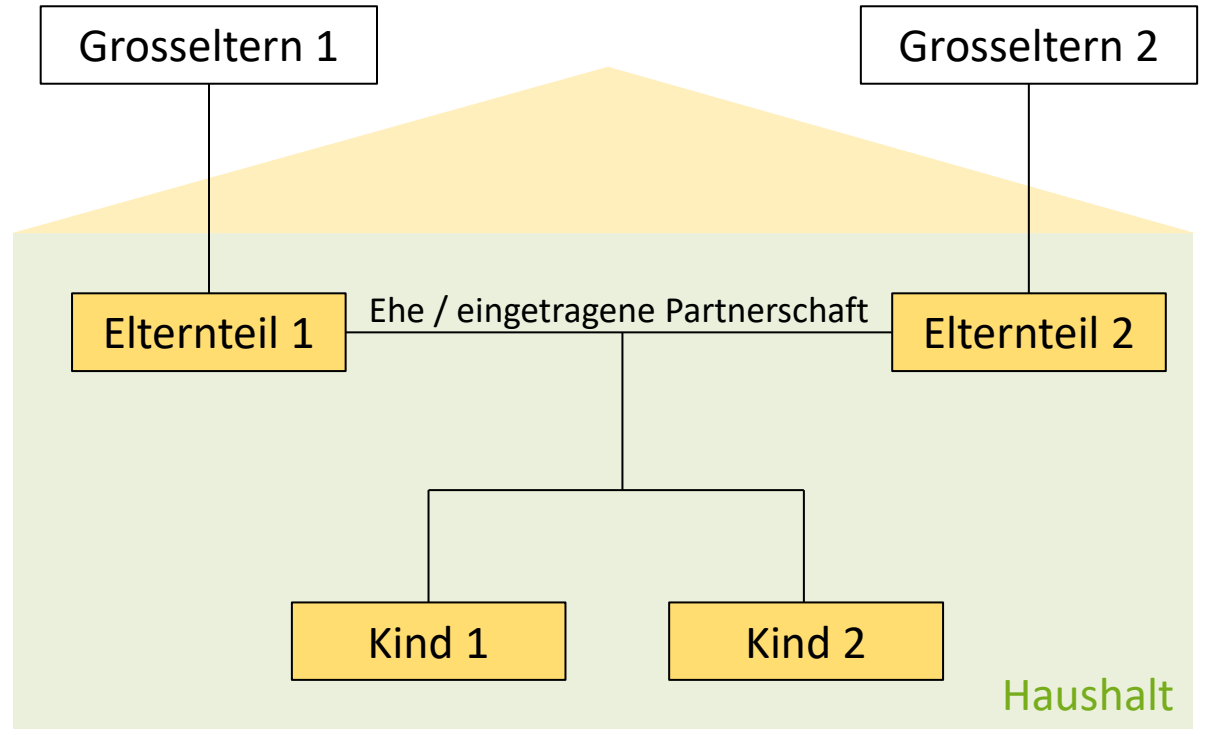 Grosseltern 1
Grosseltern 2
Ehe / eingetragene Partnerschaft
Elternteil 1
Elternteil 2
Kind 1
Kind 2
Haushalt